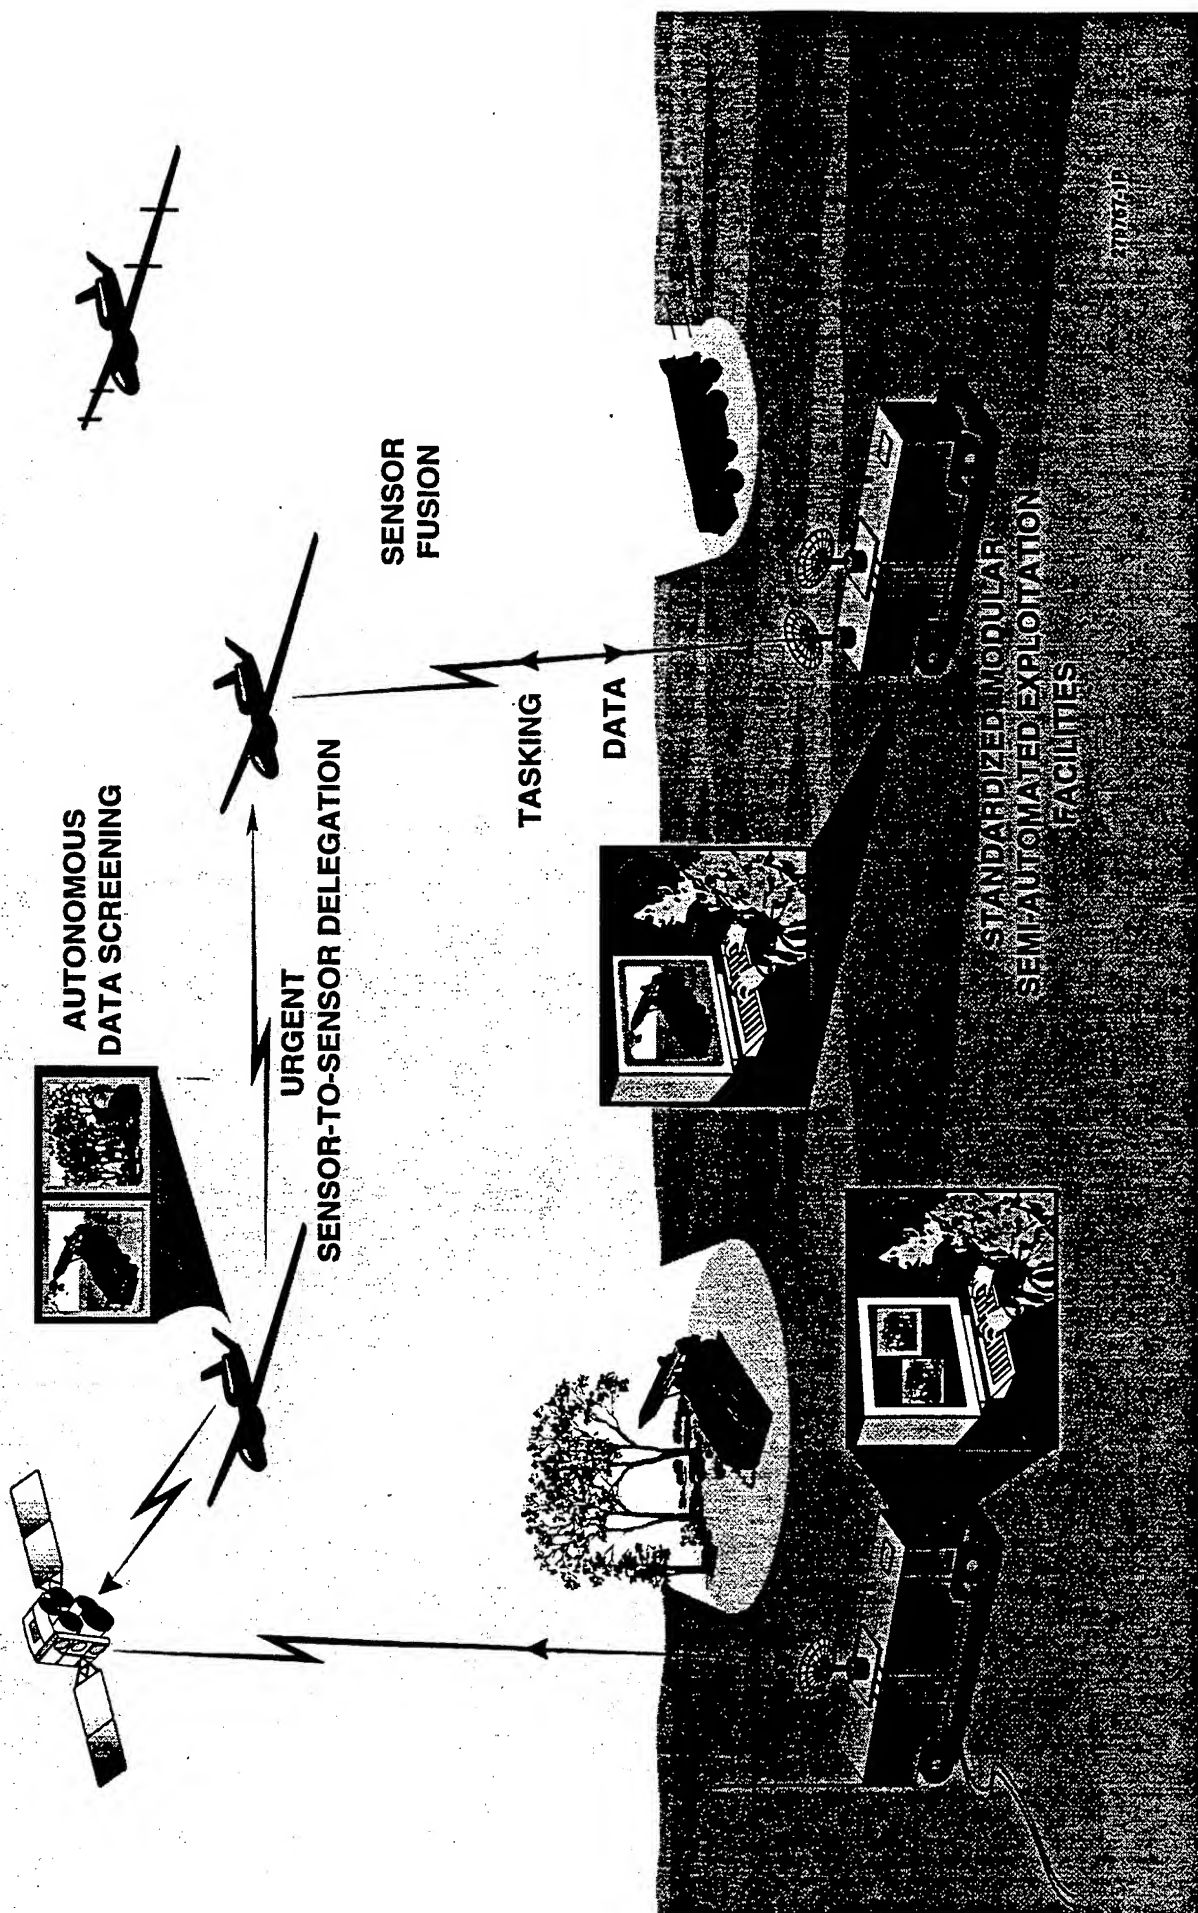 AUTONOMOUS
DATA SCREENING
URGENT
SENSOR-TO-SENSOR DELEGATION
SENSOR
FUSION
TASKING
DATA
STANDARDIZED MODULAR
SEMI-AUTOMATED EXPLOITATION
FACILITIES